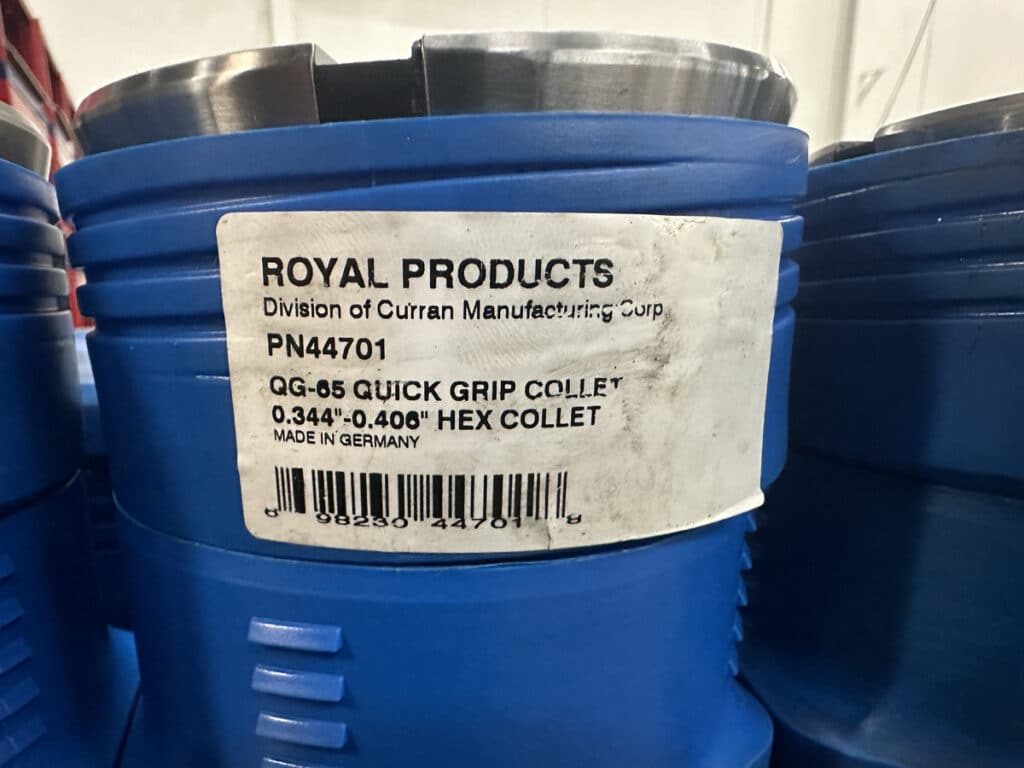 ROYAL PRODUCTS
Division of Curran Manufacturing Corp
PN44701
QG-65 QUICK GRIP COLLET
0.344"-0.406" HEX COLLET
MADE IN GERMANY
6 98230 44701 8